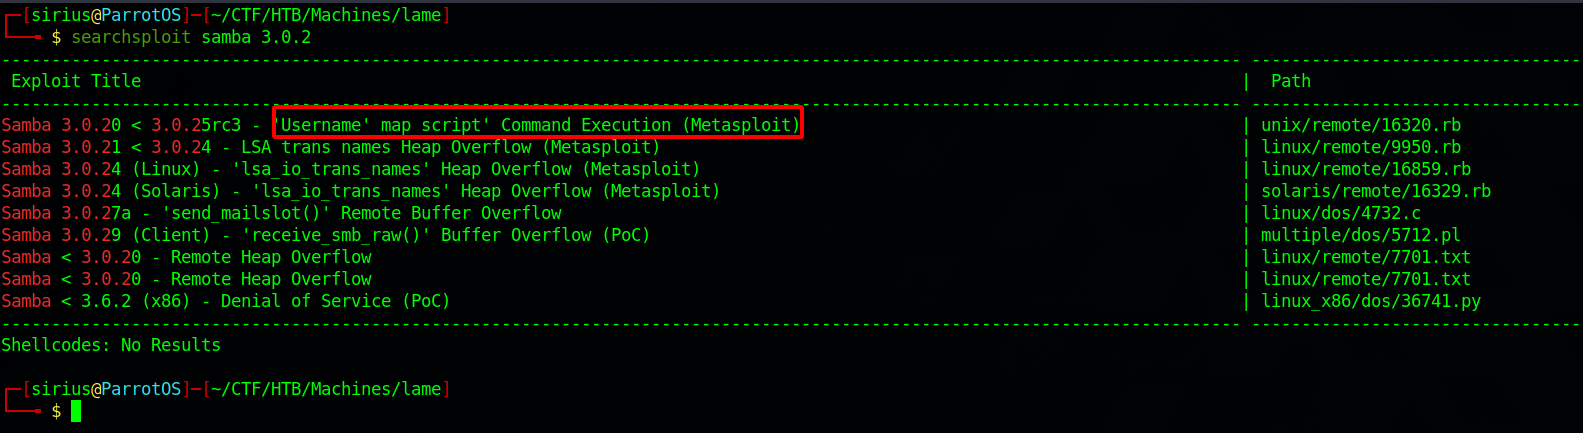 ┌─[sirius@ParrotOS]─[~/CTF/HTB/Machines/lame]
└──╼ $ searchsploit samba 3.0.2
---------------------------------------------------------------------------------------------------------------------------- ---------------------------------
 Exploit Title | Path
---------------------------------------------------------------------------------------------------------------------------- ---------------------------------
Samba 3.0.20 < 3.0.25rc3 - 'Username' map script' Command Execution (Metasploit) | unix/remote/16320.rb
Samba 3.0.21 < 3.0.24 - LSA trans names Heap Overflow (Metasploit) | linux/remote/9950.rb
Samba 3.0.24 (Linux) - 'lsa_io_trans_names' Heap Overflow (Metasploit) | linux/remote/16859.rb
Samba 3.0.24 (Solaris) - 'lsa_io_trans_names' Heap Overflow (Metasploit) | solaris/remote/16329.rb
Samba 3.0.27a - 'send_mailslot()' Remote Buffer Overflow | linux/dos/4732.c
Samba 3.0.29 (Client) - 'receive_smb_raw()' Buffer Overflow (PoC) | multiple/dos/5712.pl
Samba < 3.0.20 - Remote Heap Overflow | linux/remote/7701.txt
Samba < 3.0.20 - Remote Heap Overflow | linux/remote/7701.txt
Samba < 3.6.2 (x86) - Denial of Service (PoC) | linux_x86/dos/36741.py
---------------------------------------------------------------------------------------------------------------------------- ---------------------------------
Shellcodes: No Results
┌─[sirius@ParrotOS]─[~/CTF/HTB/Machines/lame]
└──╼ $